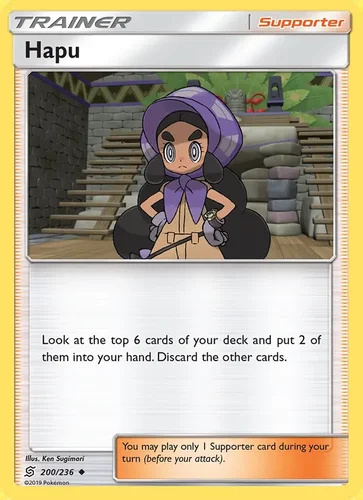 TRAINER Supporter
Hapu
Look at the top 6 cards of your deck and put 2 of
them into your hand. Discard the other cards.
Illus. Ken Sugimori
200/236
©2019 Pokémon
You may play only 1 Supporter card during your
turn (before your attack).